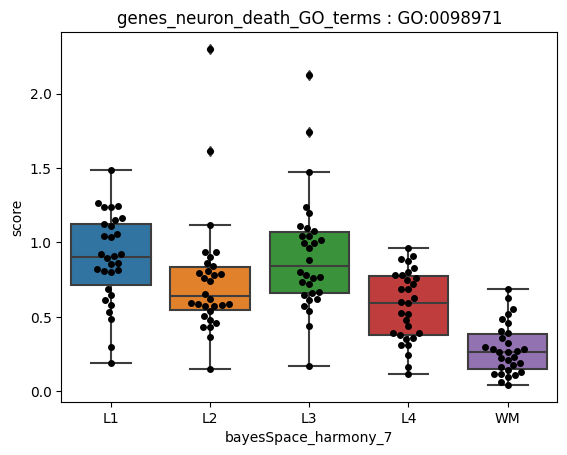 genes_neuron_death_GO_terms : GO:0098971
score
2.0
1.5
1.0
0.5
0.0
L1 L2 L3 L4 WM
bayesSpace_harmony_7